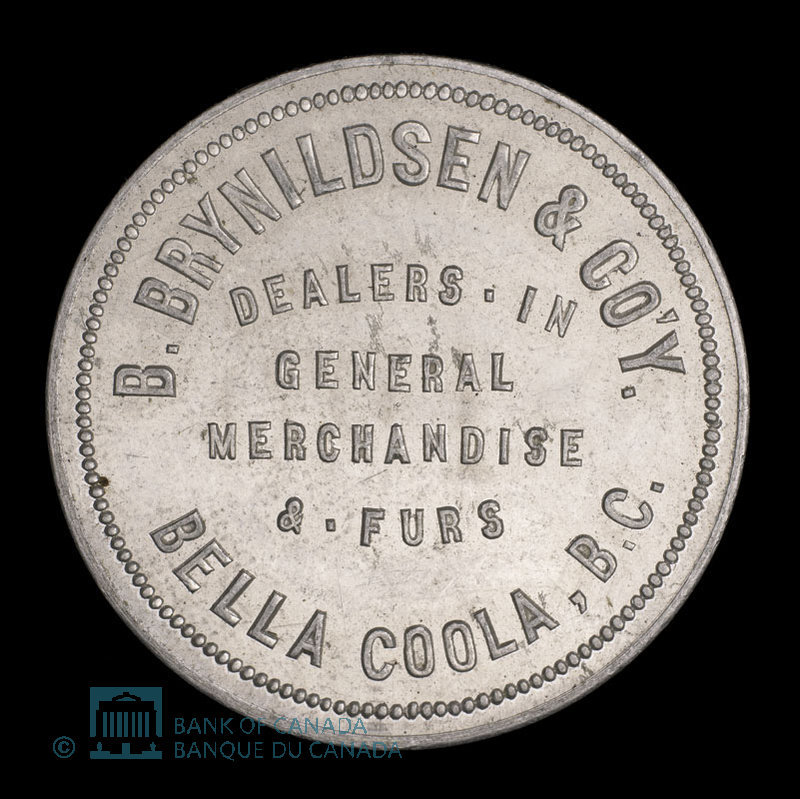 B. BRYNILDSEN & CO'Y.
DEALERS. IN
GENERAL
MERCHANDISE
& . FURS
BELLA COOLA, B.C.
© BANK OF CANADA
BANQUE DU CANADA